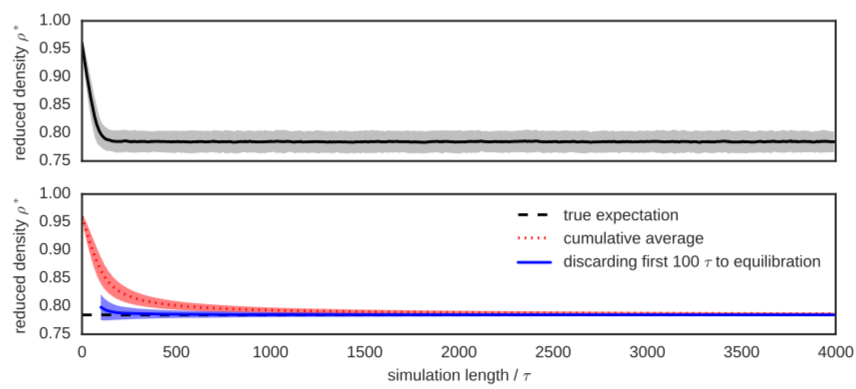 reduced density ρ*
1.00
0.95
0.90
0.85
0.80
0.75
reduced density ρ*
1.00
0.95
0.90
0.85
0.80
0.75
true expectation
cumulative average
discarding first 100 τ to equilibration
0 500 1000 1500 2000 2500 3000 3500 4000
simulation length / τ